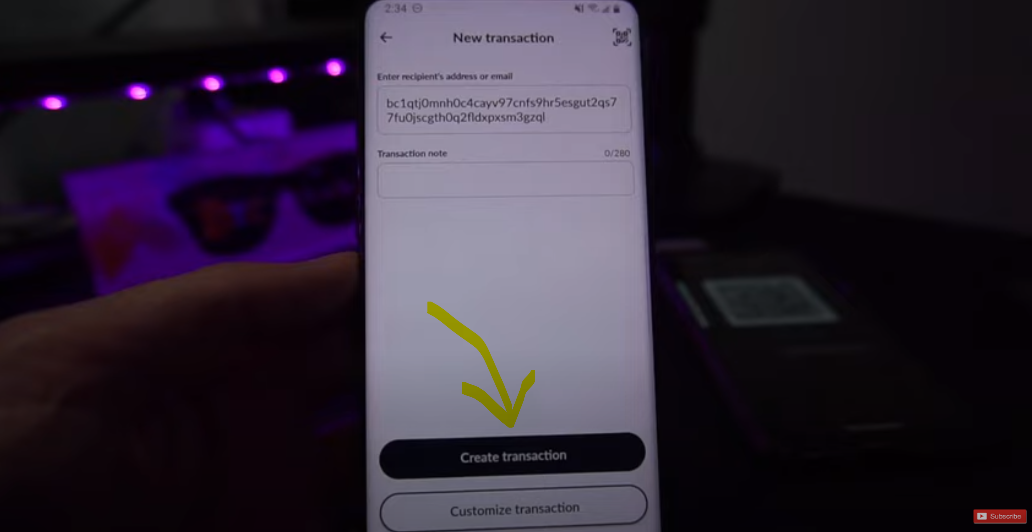 2:34
New transaction
Enter recipient's address or email
bc1qtj0mnh0c4cayv97cnfs9hr5esgut2qs7
7fu0jscgth0q2fldxpxsm3gzql
Transaction note
0/280
Create transaction
Customize transaction
Subscribe